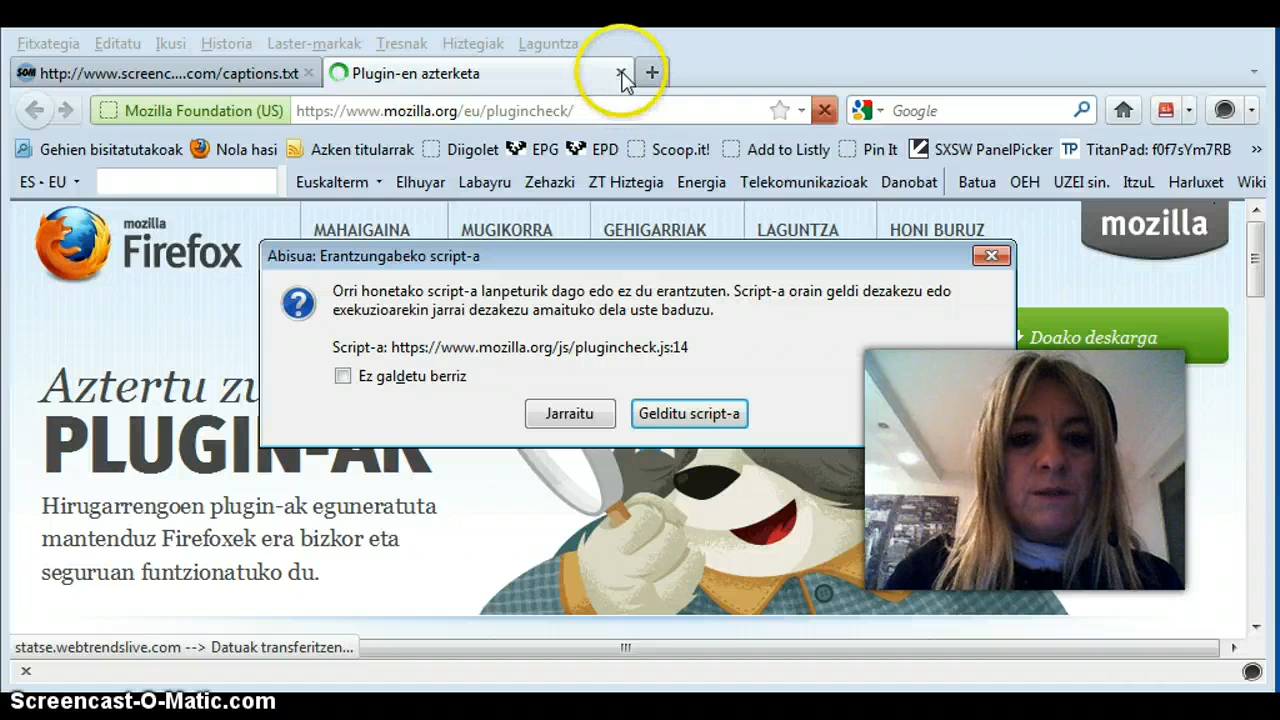 Fitxategia Editatu Ikusi Historia Laster-markak Tresnak Hiztegiak Laguntza
SOM http://www.screenc....com/captions.txt Plugin-en azterketa
Mozilla Foundation (US) https://www.mozilla.org/eu/plugincheck/ Google
Gehien bisitatutakoak Nola hasi Azken titularrak Diigolet EPG EPD Scoop.it! Add to Listly Pin It SXSW PanelPicker TP TitanPad: f0f7sYm7RB
ES - EU Euskalterm Elhuyar Labayru Zehazki ZT Hiztegia Energia Telekomunikazioak Danobat Batua OEH UZEI sin. ItzuL Harluxet Wiki
mozilla
Firefox
MAHAIGAINA MUGIKORRA GEHIGARRIAK LAGUNTZA HONI BURUZ
mozilla
Abisua: Erantzungabeko script-a
Orri honetako script-a lanpeturik dago edo ez du erantzuten. Script-a orain geldi dezakezu edo
exekuzioarekin jarrai dezakezu amaituko dela uste baduzu.
Script-a: https://www.mozilla.org/js/plugincheck.js:14
Ez galdetu berriz
Jarraitu Gelditu script-a
Doako deskarga
Aztertu zu
PLUGIN-AK
Hirugarrengoen plugin-ak eguneratuta
mantenduz Firefoxek era bizkor eta
seguruan funtzionatuko du.
statse.webtrendslive.com --> Datuak transferitzen...
Screencast-O-Matic.com